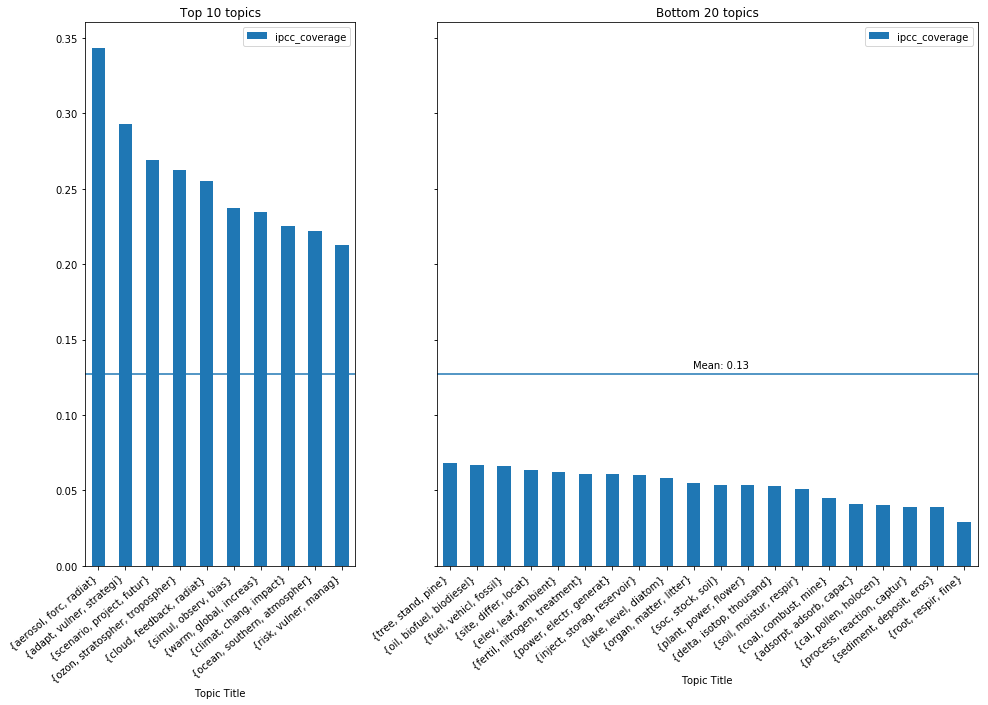 Top 10 topics
ipcc_coverage
0.35
0.30
0.25
0.20
0.15
0.10
0.05
0.00
{aerosol, forc, radiat}
{adapt, vulner, strategi}
{scenario, project, futur}
{ozon, stratospher, tropospher}
{cloud, feedback, radiat}
{simul, observ, bias}
{warm, global, increas}
{climat, chang, impact}
{ocean, southern, atmospher}
{risk, vulner, manag}
Topic Title
Bottom 20 topics
ipcc_coverage
Mean: 0.13
{tree, stand, pine}
{oil, biofuel, biodiesel}
{fuel, vehicl, fossil}
{site, differ, locat}
{elev, leaf, ambient}
{fertil, nitrogen, treatment}
{power, electr, generat}
{inject, storag, reservoir}
{lake, level, diatom}
{organ, matter, litter}
{soc, stock, soil}
{plant, power, flower}
{delta, isotop, thousand}
{soil, moistur, respir}
{coal, combust, mine}
{adsorpt, adsorb, capac}
{cal, pollen, holocen}
{process, reaction, captur}
{sediment, deposit, eros}
{root, respir, fine}
Topic Title